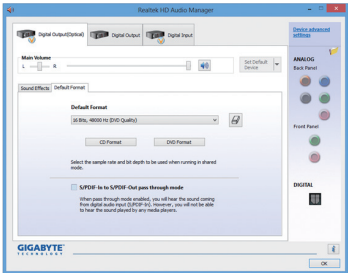 Realtek HD Audio Manager
Digital Output(Optical)
Digital Output
Digital Input
Device advanced
settings
Main Volume
L
R
Set Default
Device
ANALOG
Back Panel
Sound Effects
Default Format
Default Format
16 Bits, 48000 Hz (DVD Quality)
CD Format
DVD Format
Select the sample rate and bit depth to be used when running in shared
mode.
Front Panel
S/PDIF-In to S/PDIF-Out pass through mode
When pass through mode enabled, you will hear the sound coming
from digital audio input (S/PDIF-In). However, you will not be able
to hear the sound played by any media players.
DIGITAL
GIGABYTE
TECHNOLOGY
OK